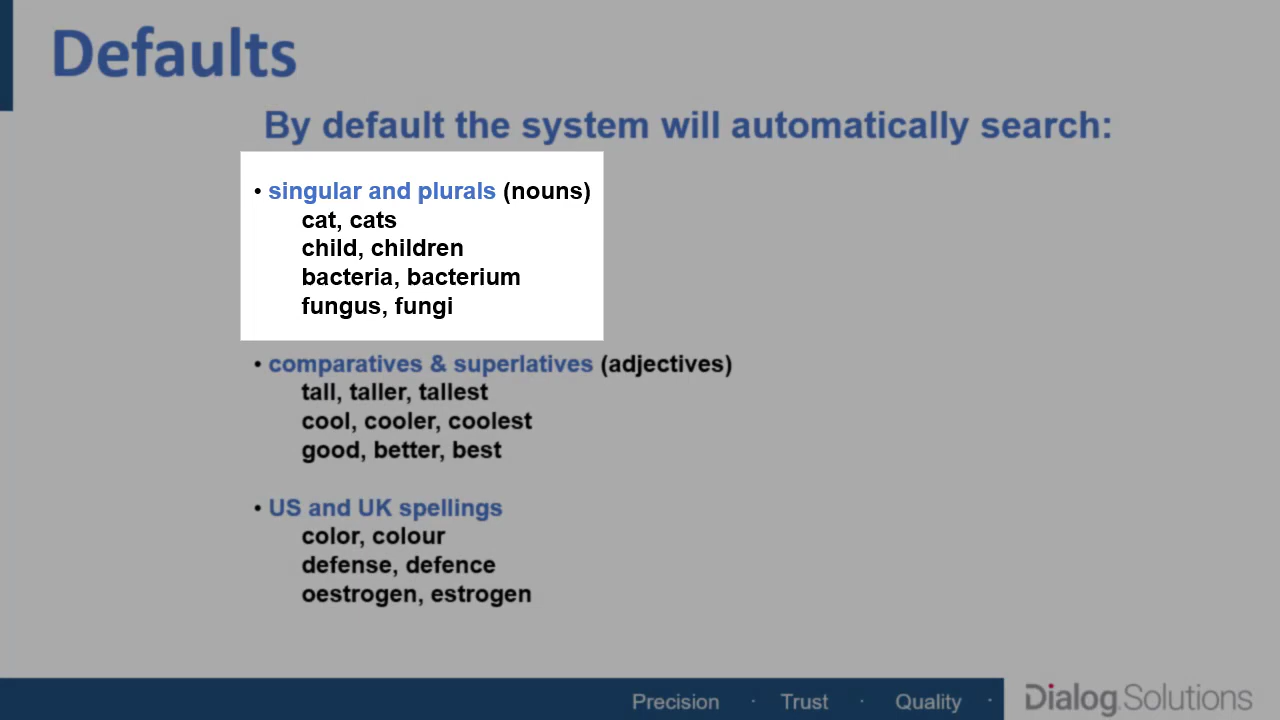 Defaults
By default the system will automatically search:
• singular and plurals (nouns)
cat, cats
child, children
bacteria, bacterium
fungus, fungi
• comparatives & superlatives (adjectives)
tall, taller, tallest
cool, cooler, coolest
good, better, best
• US and UK spellings
color, colour
defense, defence
oestrogen, estrogen
Precision · Trust · Quality · Dialog Solutions